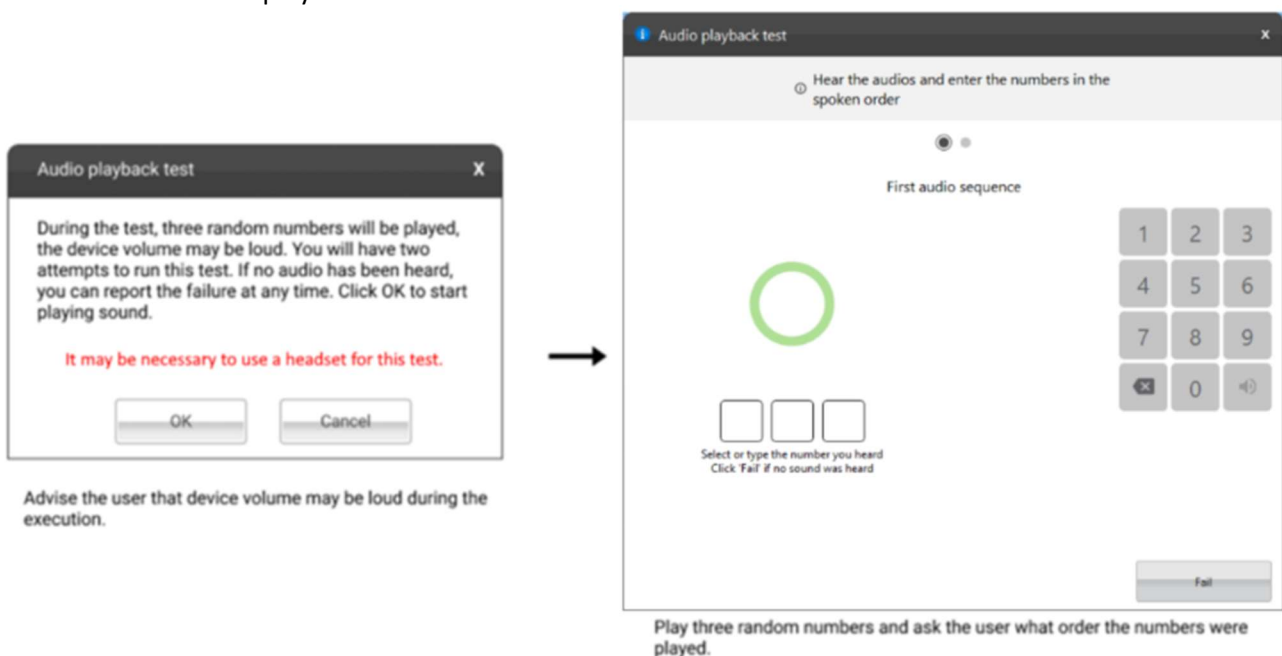 Audio playback test X
During the test, three random numbers will be played,
the device volume may be loud. You will have two
attempts to run this test. If no audio has been heard,
you can report the failure at any time. Click OK to start
playing sound.
It may be necessary to use a headset for this test.
OK Cancel
Advise the user that device volume may be loud during the
execution.
Audio playback test x
Hear the audios and enter the numbers in the
spoken order
First audio sequence
1 2 3
4 5 6
7 8 9
0
Select or type the number you heard
Click 'Fail' if no sound was heard
Fail
Play three random numbers and ask the user what order the numbers were
played.